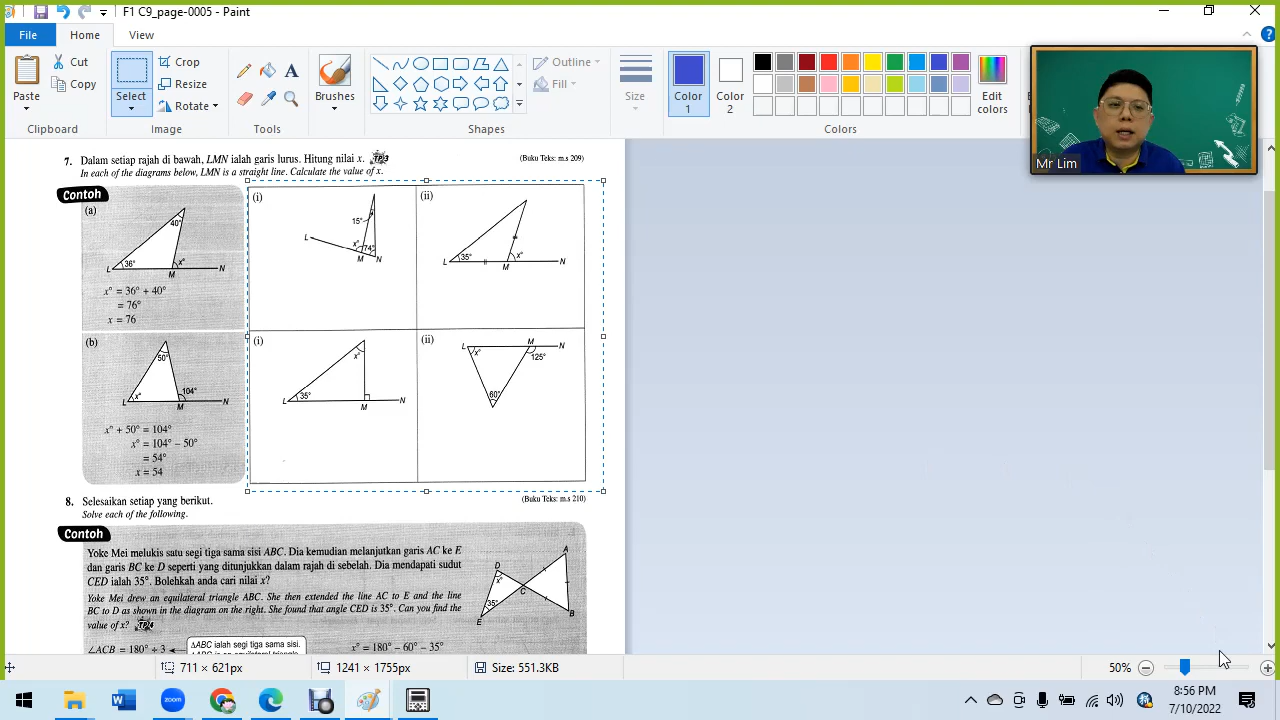 F1 C9_page-0005 - Paint
File
Home
View
Paste
Cut
Copy
Clipboard
Select
Crop
Resize
Rotate
Image
A
Tools
Brushes
Outline
Fill
Shapes
Size
Color 1
Color 2
Edit colors
Colors
Mr Lim
7. Dalam setiap rajah di bawah, LMN ialah garis lurus. Hitung nilai x. TP3
(Buku Teks: m.s 209)
In each of the diagrams below, LMN is a straight line. Calculate the value of x.
Contoh
(a)
40°
36°
x°
L
M
N
x° = 36° + 40°
= 76°
x = 76
(i)
15°
L
x°
74°
M
N
(ii)
35°
x°
L
M
N
(b)
50°
x°
104°
L
M
N
x° + 50° = 104°
x° = 104° − 50°
= 54°
x = 54
(i)
x°
35°
L
M
N
(ii)
L
M
N
x°
125°
60°
(Buku Teks: m.s 210)
8. Selesaikan setiap yang berikut.
Solve each of the following.
Contoh
Yoke Mei melukis satu segi tiga sama sisi ABC. Dia kemudian melanjutkan garis AC ke E
dan garis BC ke D seperti yang ditunjukkan dalam rajah di sebelah. Dia mendapati sudut
CED ialah 35°. Bolehkah anda cari nilai x?
Yoke Mei drew an equilateral triangle ABC. She then extended the line AC to E and the line
BC to D as shown in the diagram on the right. She found that angle CED is 35°. Can you find the
value of x? TP4
A
D
x°
C
35°
B
E
∠ACB = 180° ÷ 3
ΔABC ialah segi tiga sama sisi.
x° = 180° − 60° − 35°
711 × 621px
1241 × 1755px
Size: 551.3KB
50%
8:56 PM
7/10/2022
zoom